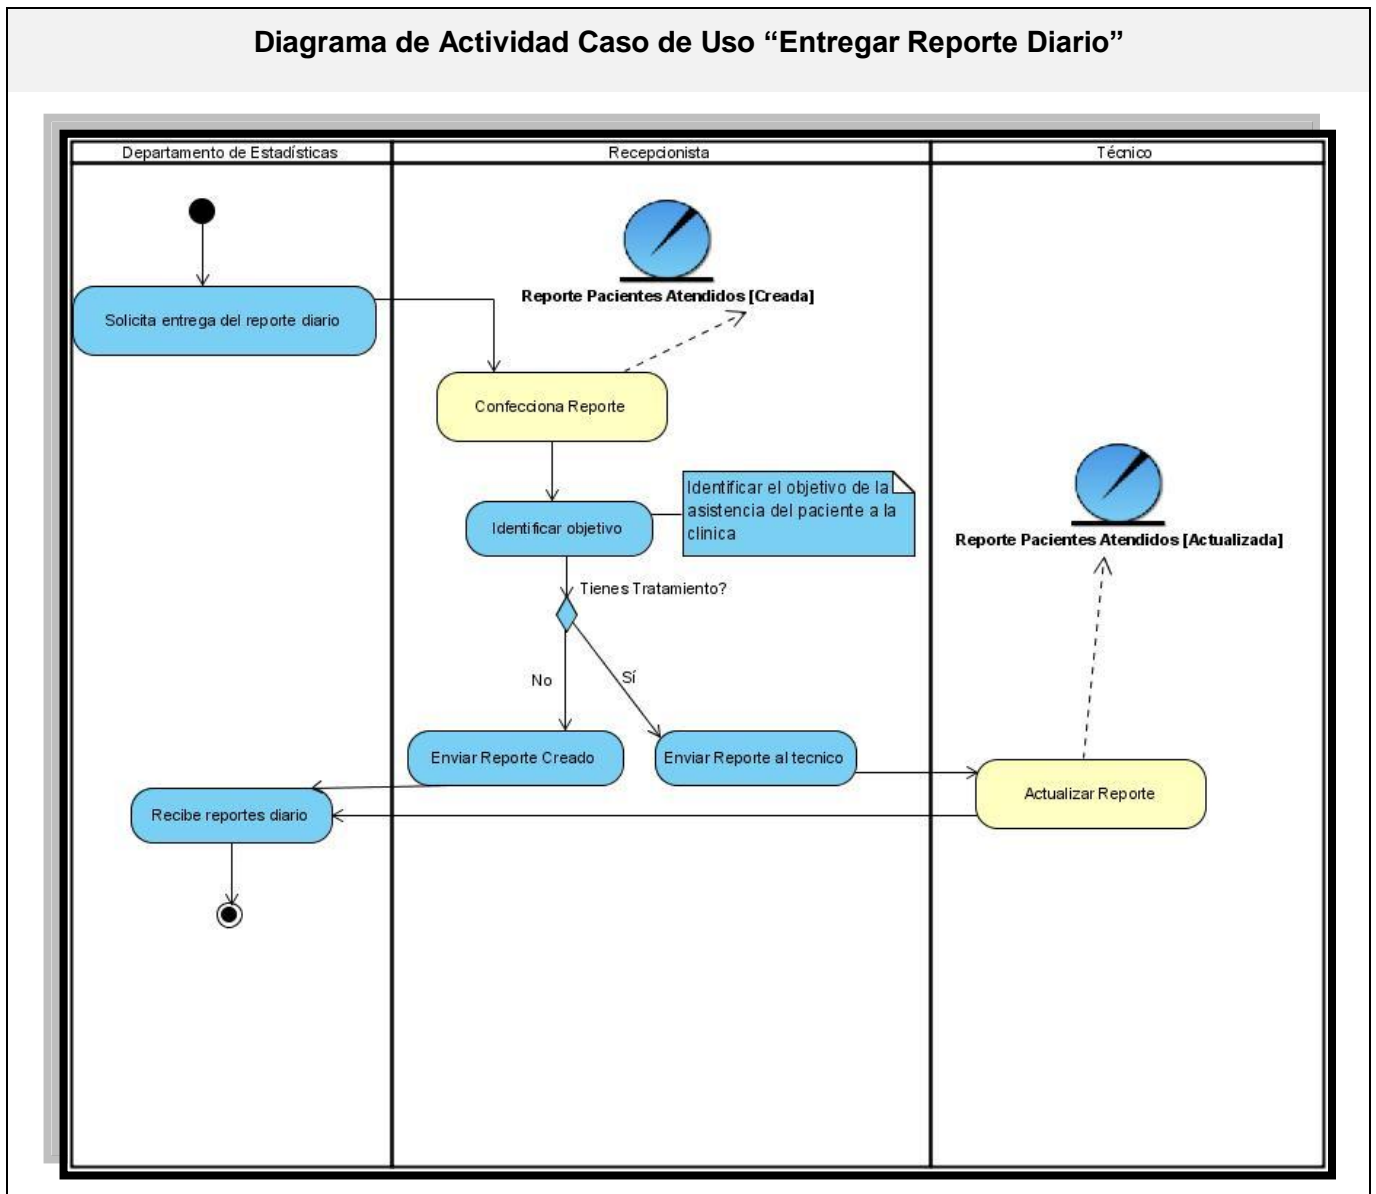 Diagrama de Actividad Caso de Uso “Entregar Reporte Diario”
Departamento de Estadísticas
Recepcionista
Técnico
Reporte Pacientes Atendidos [Creada]
Solicita entrega del reporte diario
Confecciona Reporte
Identificar el objetivo de la
asistencia del paciente a la
clinica
Identificar objetivo
Reporte Pacientes Atendidos [Actualizada]
Tienes Tratamiento?
No
Sí
Enviar Reporte Creado
Enviar Reporte al tecnico
Actualizar Reporte
Recibe reportes diario